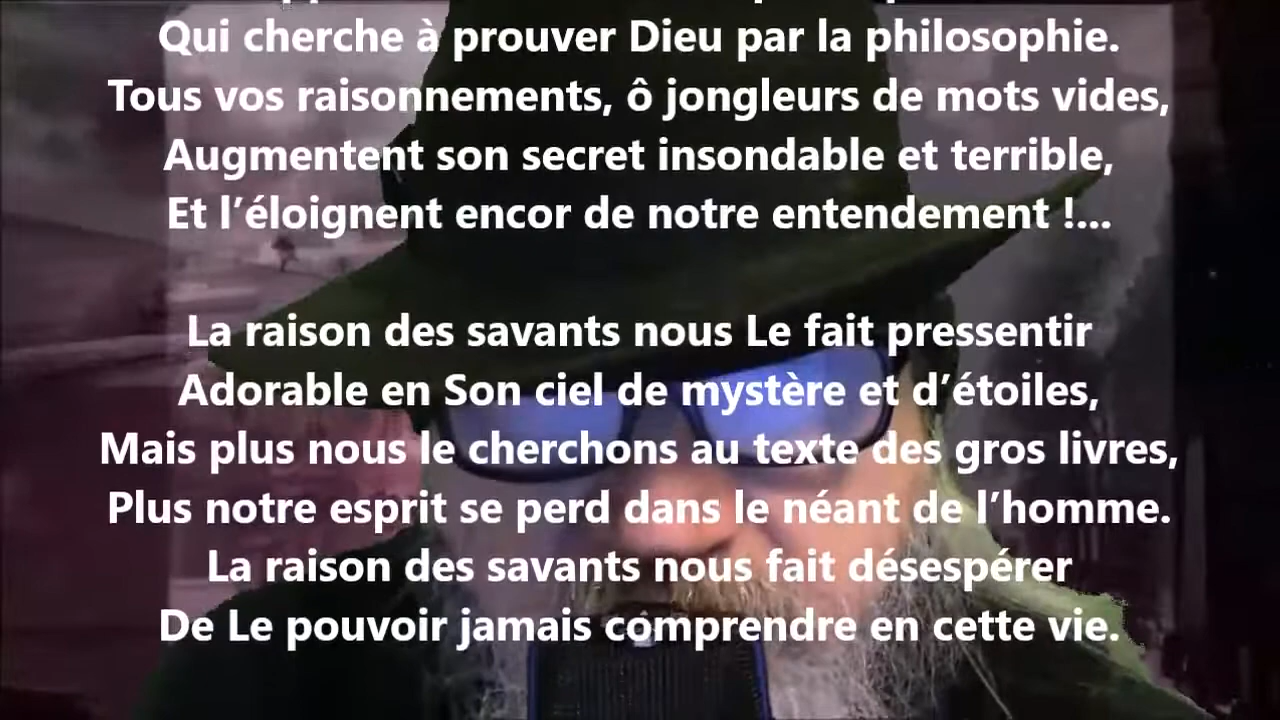 Qui cherche à prouver Dieu par la philosophie.
Tous vos raisonnements, ô jongleurs de mots vides,
Augmentent son secret insondable et terrible,
Et l’éloignent encor de notre entendement !...
La raison des savants nous Le fait pressentir
Adorable en Son ciel de mystère et d’étoiles,
Mais plus nous le cherchons au texte des gros livres,
Plus notre esprit se perd dans le néant de l’homme.
La raison des savants nous fait désespérer
De Le pouvoir jamais comprendre en cette vie.